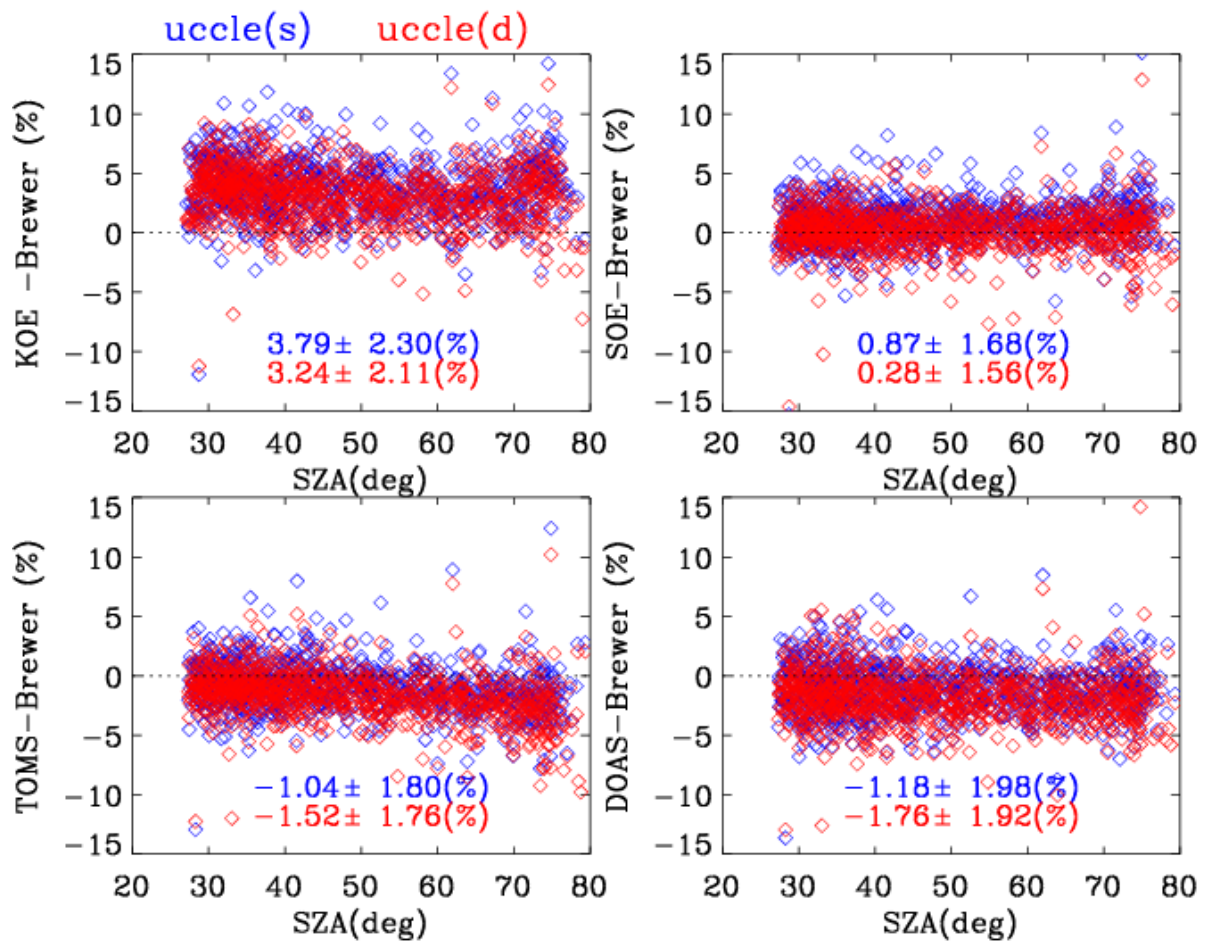 uccle(s) uccle(d)
KOE -Brewer (%)
15
10
5
0
-5
-10
-15
3.79± 2.30(%)
3.24± 2.11(%)
20 30 40 50 60 70 80
SZA(deg)
SOE-Brewer (%)
15
10
5
0
-5
-10
-15
0.87± 1.68(%)
0.28± 1.56(%)
20 30 40 50 60 70 80
SZA(deg)
TOMS-Brewer (%)
15
10
5
0
-5
-10
-15
-1.04± 1.80(%)
-1.52± 1.76(%)
20 30 40 50 60 70 80
SZA(deg)
DOAS-Brewer (%)
15
10
5
0
-5
-10
-15
-1.18± 1.98(%)
-1.76± 1.92(%)
20 30 40 50 60 70 80
SZA(deg)